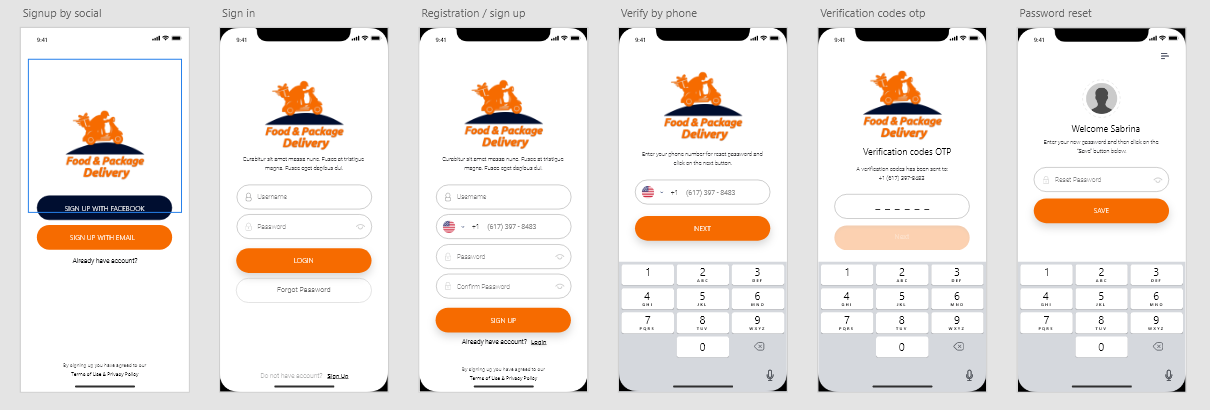 Signup by social
9:41
Food & Package
Delivery
SIGN UP WITH FACEBOOK
SIGN UP WITH EMAIL
Already have account?
By signing up you have agreed to our
Terms of Use & Privacy Policy
Sign in
9:41
Food & Package
Delivery
Curabitur sit amet massa nunc. Fusce at tristique
magna. Fusce eget dapibus dui.
Username
Password
LOGIN
Forgot Password
Do not have account? Sign Up
Registration / sign up
9:41
Food & Package
Delivery
Curabitur sit amet massa nunc. Fusce at tristique
magna. Fusce eget dapibus dui.
Username
+1 (617) 397 - 8483
Password
Confirm Password
SIGN UP
Already have account? Login
By signing up you have agreed to our
Terms of Use & Privacy Policy
Verify by phone
9:41
Food & Package
Delivery
Enter your phone number for reset password and
click on the next button.
+1 (617) 397 - 8483
NEXT
1
2 ABC
3 DEF
4 GHI
5 JKL
6 MNO
7 PQRS
8 TUV
9 WXYZ
0
Verification codes otp
9:41
Food & Package
Delivery
Verification codes OTP
A verification codes has been sent to:
+1 (617) 397-8483
1
2 ABC
3 DEF
4 GHI
5 JKL
6 MNO
7 PQRS
8 TUV
9 WXYZ
0
Password reset
9:41
Welcome Sabrina
Enter your new password and then click on the
"Save" button below.
Reset Password
SAVE
1
2 ABC
3 DEF
4 GHI
5 JKL
6 MNO
7 PQRS
8 TUV
9 WXYZ
0